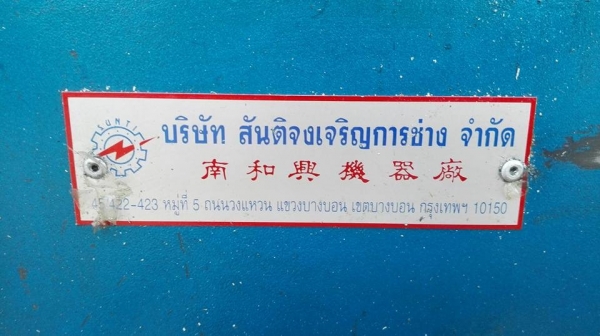 SUNTI
บริษัท สันติจงเจริญการช่าง จำกัด
南和興機器廠
45/422-423 หมู่ที่ 5 ถนนวงแหวน แขวงบางบอน เขตบางบอน กรุงเทพฯ 10150